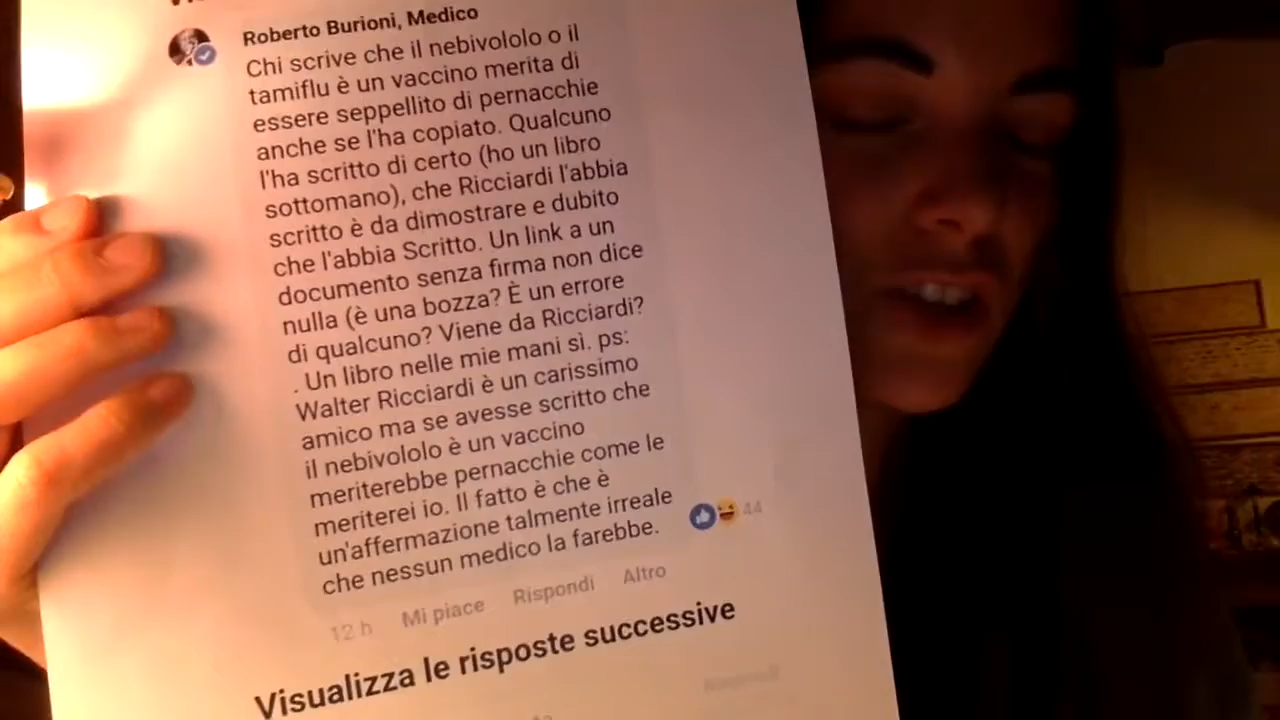 Roberto Burioni, Medico
Chi scrive che il nebivololo o il
tamiflu è un vaccino merita di
essere seppellito di pernacchie
anche se l'ha copiato. Qualcuno
l'ha scritto di certo (ho un libro
sottomano), che Ricciardi l'abbia
scritto è da dimostrare e dubito
che l'abbia Scritto. Un link a un
documento senza firma non dice
nulla (è una bozza? È un errore
di qualcuno? Viene da Ricciardi?
. Un libro nelle mie mani sì. ps:
Walter Ricciardi è un carissimo
amico ma se avesse scritto che
il nebivololo è un vaccino
meriterebbe pernacchie come le
meriterei io. Il fatto è che è
un'affermazione talmente irreale
che nessun medico la farebbe.
44
12 h Mi piace Rispondi Altro
Visualizza le risposte successive